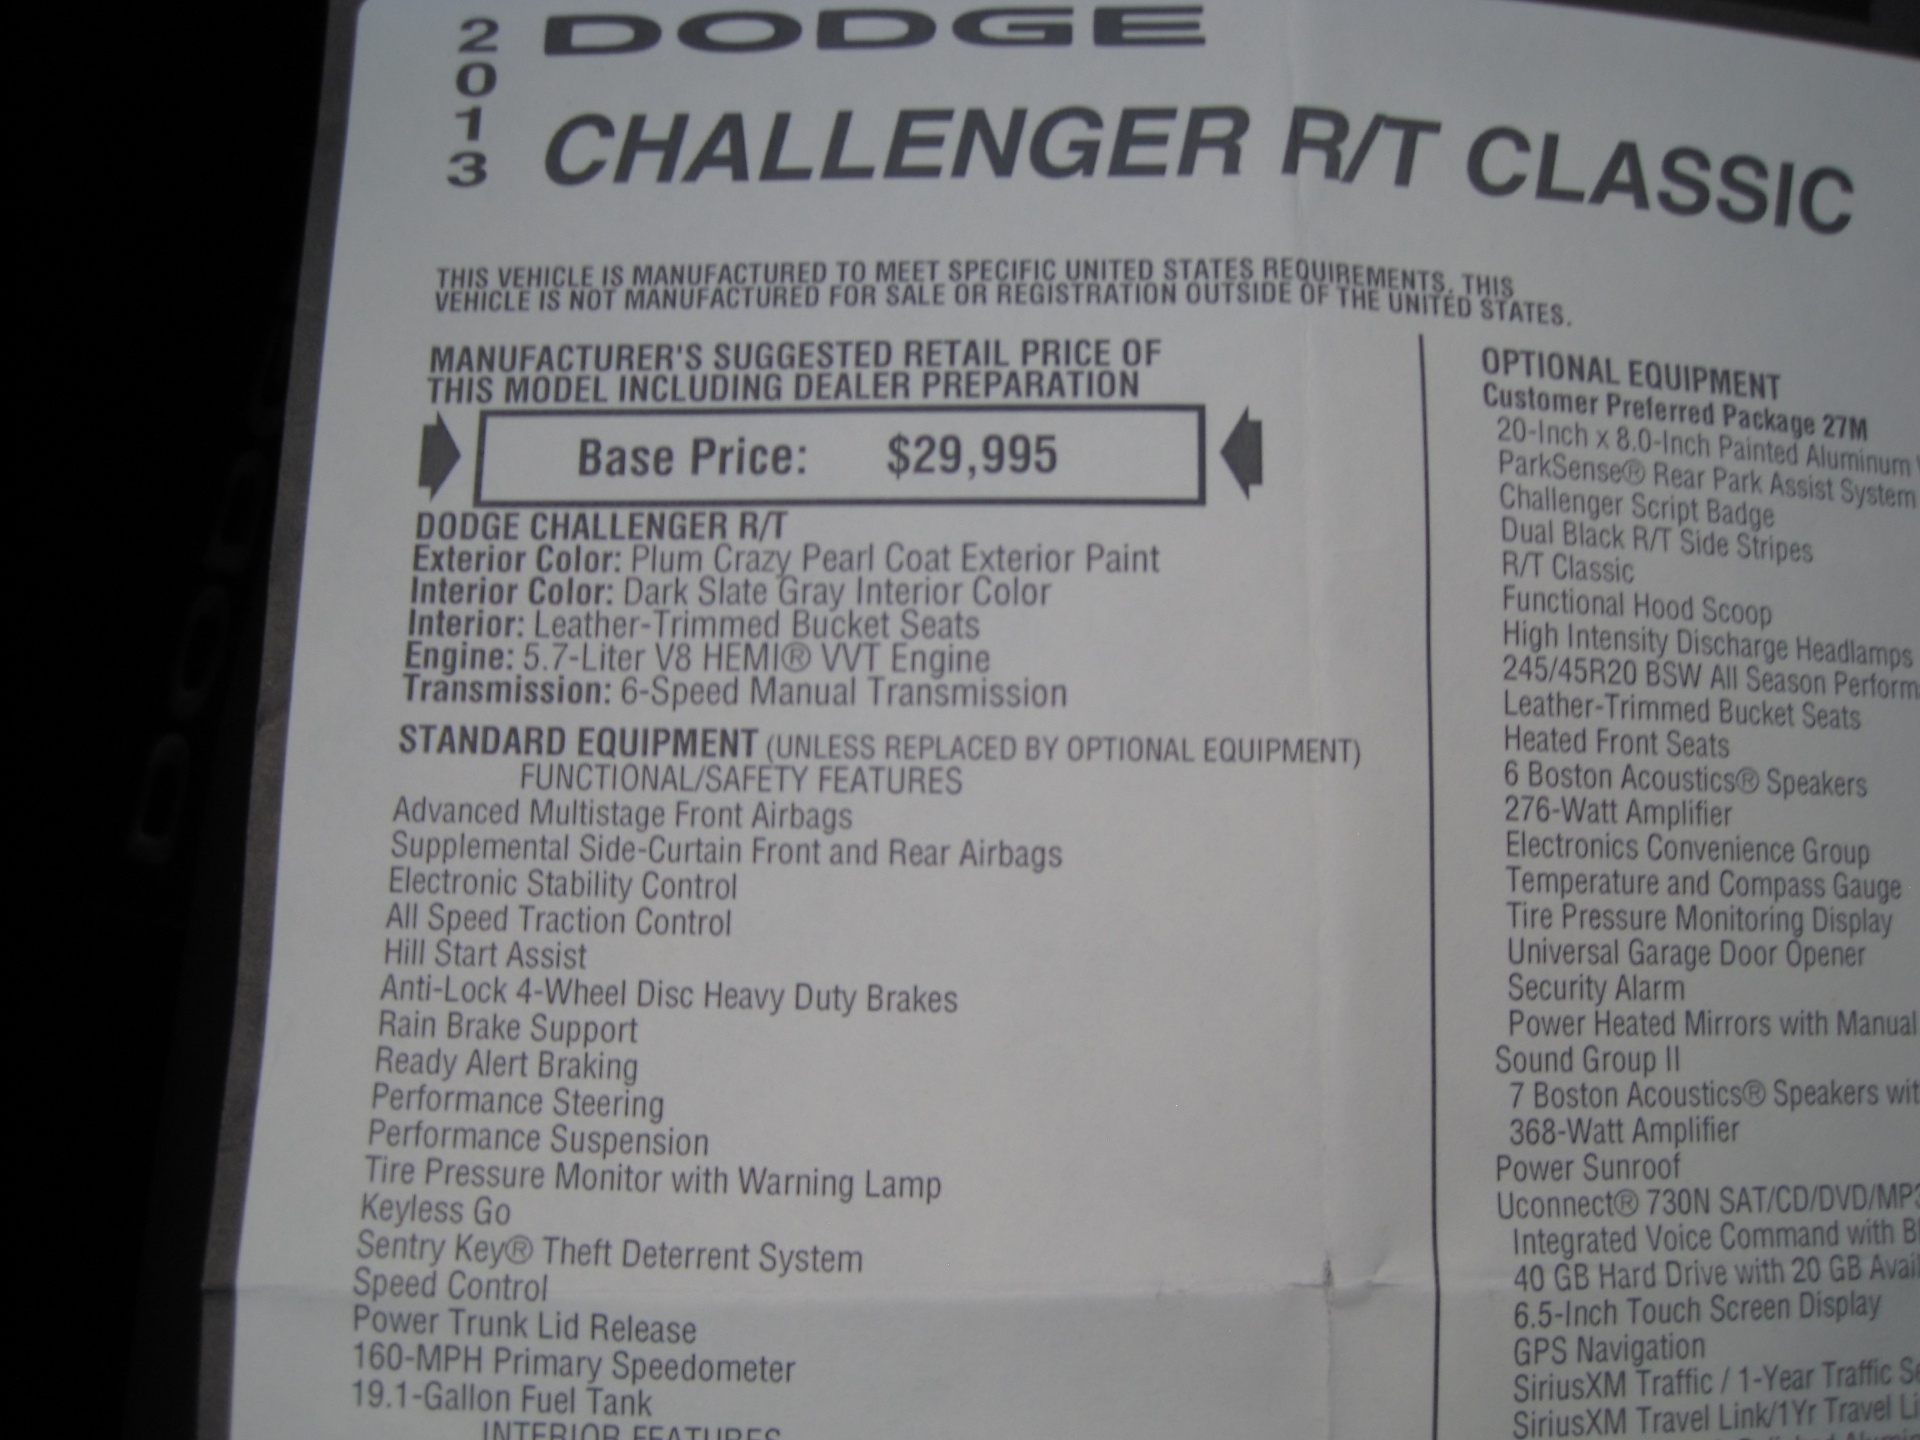 2013
DODGE
CHALLENGER R/T CLASSIC
THIS VEHICLE IS MANUFACTURED TO MEET SPECIFIC UNITED STATES REQUIREMENTS. THIS
VEHICLE IS NOT MANUFACTURED FOR SALE OR REGISTRATION OUTSIDE OF THE UNITED STATES.
MANUFACTURER'S SUGGESTED RETAIL PRICE OF
THIS MODEL INCLUDING DEALER PREPARATION
Base Price: $29,995
DODGE CHALLENGER R/T
Exterior Color: Plum Crazy Pearl Coat Exterior Paint
Interior Color: Dark Slate Gray Interior Color
Interior: Leather-Trimmed Bucket Seats
Engine: 5.7-Liter V8 HEMI® VVT Engine
Transmission: 6-Speed Manual Transmission
STANDARD EQUIPMENT (UNLESS REPLACED BY OPTIONAL EQUIPMENT)
FUNCTIONAL/SAFETY FEATURES
Advanced Multistage Front Airbags
Supplemental Side-Curtain Front and Rear Airbags
Electronic Stability Control
All Speed Traction Control
Hill Start Assist
Anti-Lock 4-Wheel Disc Heavy Duty Brakes
Rain Brake Support
Ready Alert Braking
Performance Steering
Performance Suspension
Tire Pressure Monitor with Warning Lamp
Keyless Go
Sentry Key® Theft Deterrent System
Speed Control
Power Trunk Lid Release
160-MPH Primary Speedometer
19.1-Gallon Fuel Tank
INTERIOR FEATURES
OPTIONAL EQUIPMENT
Customer Preferred Package 27M
20-Inch x 8.0-Inch Painted Aluminum
ParkSense® Rear Park Assist System
Challenger Script Badge
Dual Black R/T Side Stripes
R/T Classic
Functional Hood Scoop
High Intensity Discharge Headlamps
245/45R20 BSW All Season Perform
Leather-Trimmed Bucket Seats
Heated Front Seats
6 Boston Acoustics® Speakers
276-Watt Amplifier
Electronics Convenience Group
Temperature and Compass Gauge
Tire Pressure Monitoring Display
Universal Garage Door Opener
Security Alarm
Power Heated Mirrors with Manual
Sound Group II
7 Boston Acoustics® Speakers wit
368-Watt Amplifier
Power Sunroof
Uconnect® 730N SAT/CD/DVD/MP3
Integrated Voice Command with B
40 GB Hard Drive with 20 GB Avail
6.5-Inch Touch Screen Display
GPS Navigation
SiriusXM Traffic / 1-Year Traffic Se
SiriusXM Travel Link/1Yr Travel Li